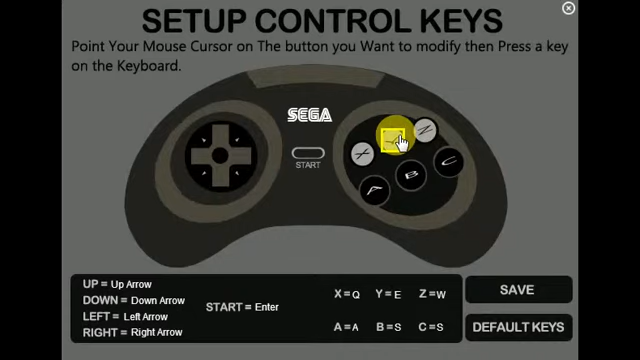 SETUP CONTROL KEYS
Point Your Mouse Cursor on The button you Want to modify then Press a key
on the Keyboard.
SEGA
START
X
Z
A
B
C
UP = Up Arrow
DOWN = Down Arrow
LEFT = Left Arrow
RIGHT = Right Arrow
START = Enter
X = Q Y = E Z = W
A = A B = S C = S
SAVE
DEFAULT KEYS